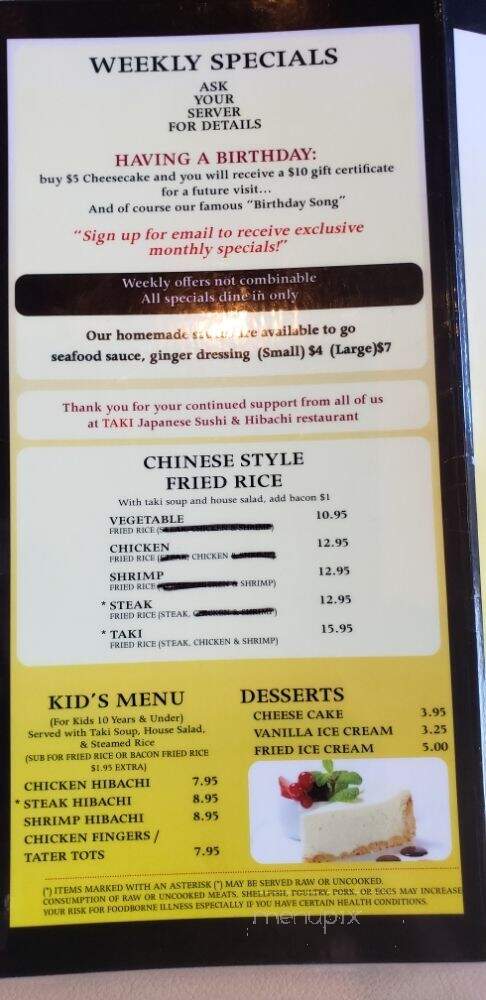 WEEKLY SPECIALS
ASK
YOUR
SERVER
FOR DETAILS
HAVING A BIRTHDAY:
buy $5 Cheesecake and you will receive a $10 gift certificate
for a future visit...
And of course our famous "Birthday Song"
"Sign up for email to receive exclusive
monthly specials!"
Weekly offers not combinable
All specials dine in only
Our homemade are available to go
seafood sauce, ginger dressing (Small) $4 (Large)$7
Thank you for your continued support from all of us
at TAKI Japanese Sushi & Hibachi restaurant
CHINESE STYLE
FRIED RICE
With taki soup and house salad, add bacon $1
VEGETABLE 10.95
FRIED RICE
CHICKEN 12.95
FRIED RICE CHICKEN
SHRIMP 12.95
FRIED RICE & SHRIMP)
* STEAK 12.95
FRIED RICE (STEAK,
* TAKI 15.95
FRIED RICE (STEAK, CHICKEN & SHRIMP)
KID'S MENU
(For Kids 10 Years & Under)
Served with Taki Soup, House Salad,
& Steamed Rice
(SUB FOR FRIED RICE OR BACON FRIED RICE
$1.95 EXTRA)
CHICKEN HIBACHI 7.95
* STEAK HIBACHI 8.95
SHRIMP HIBACHI 8.95
CHICKEN FINGERS /
TATER TOTS 7.95
DESSERTS
CHEESE CAKE 3.95
VANILLA ICE CREAM 3.25
FRIED ICE CREAM 5.00
(*) ITEMS MARKED WITH AN ASTERISK (*) MAY BE SERVED RAW OR UNCOOKED.
CONSUMPTION OF RAW OR UNCOOKED MEATS, SHELLFISH, POULTRY, PORK, OR EGGS MAY INCREASE
YOUR RISK FOR FOODBORNE ILLNESS ESPECIALLY IF YOU HAVE CERTAIN HEALTH CONDITIONS.
menupix